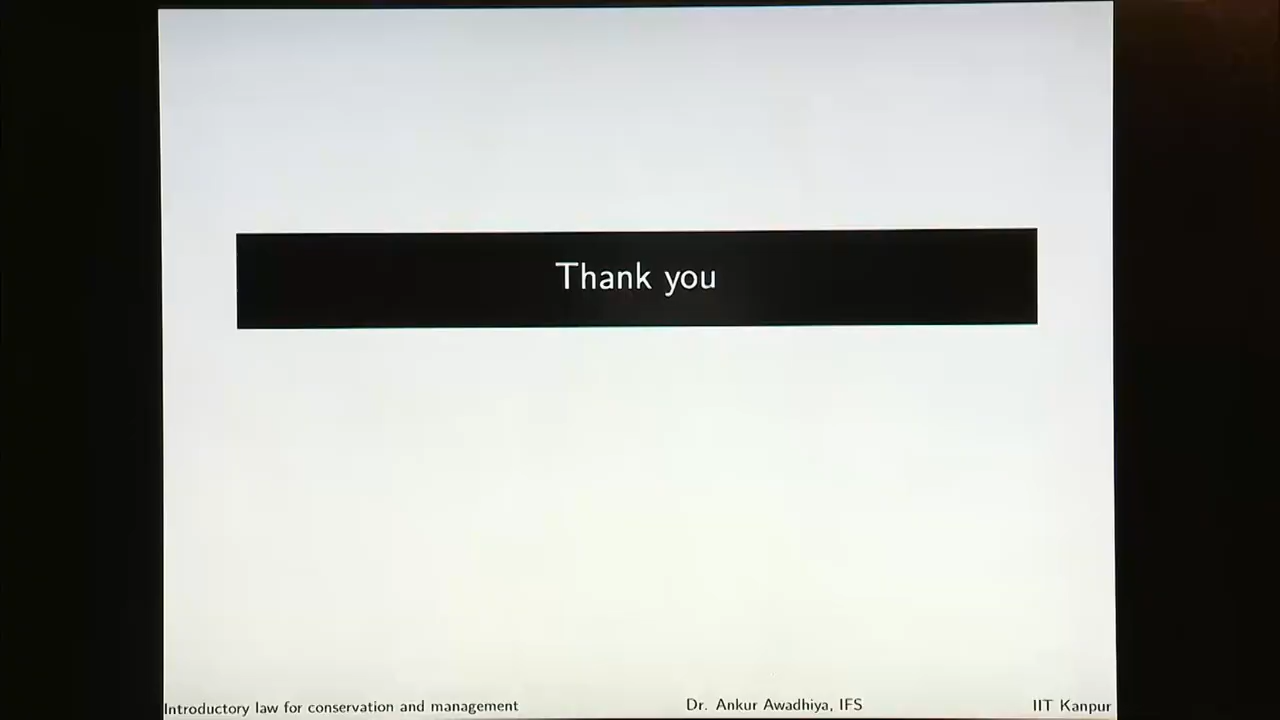 Thank you
Introductory law for conservation and management Dr. Ankur Awadhiya, IFS IIT Kanpur